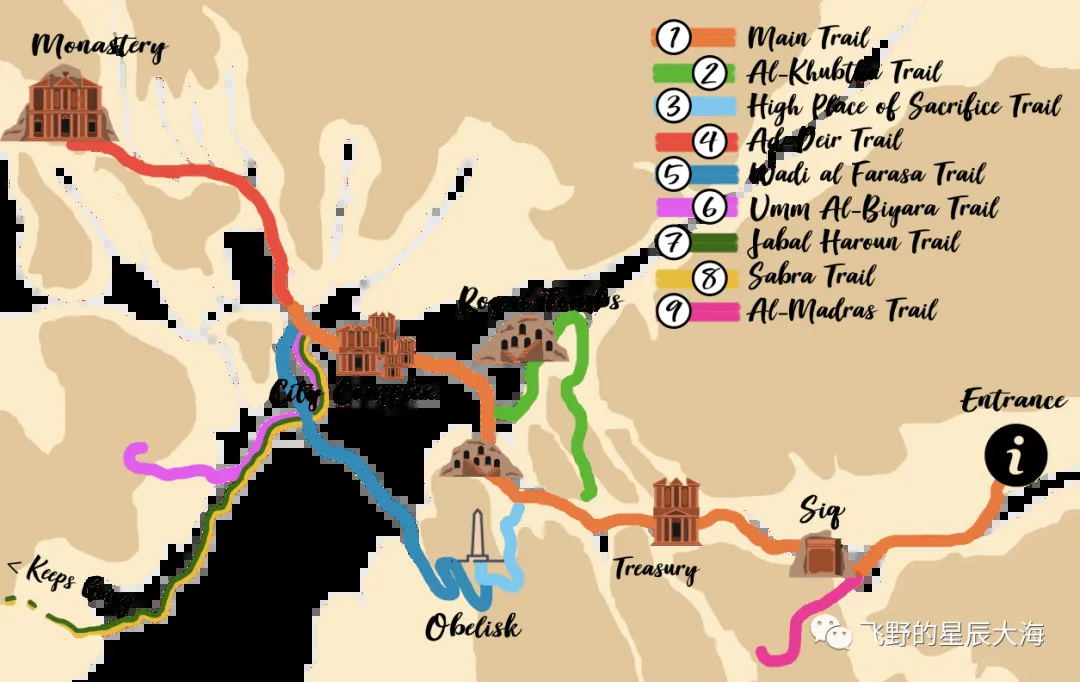 Monastery
1 Main Trail
2 Al-Khubtha Trail
3 High Place of Sacrifice Trail
4 Ad-Deir Trail
5 Wadi al Farasa Trail
6 Umm Al-Biyara Trail
7 Jabal Haroun Trail
8 Sabra Trail
9 Al-Madras Trail
Royal Tombs
City Complex
Entrance
i
Siq
Treasury
< Keeps
Obelisk
飞野的星辰大海